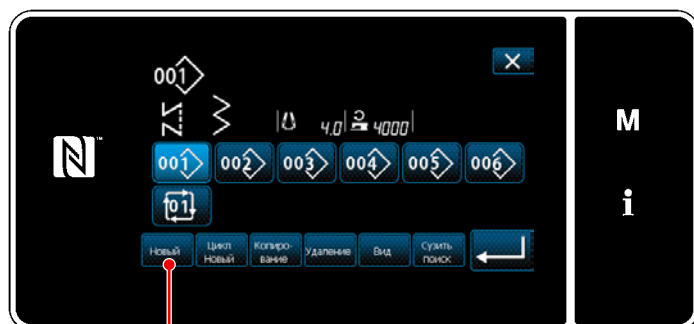 001
X
4.0 4000
M
001 002 003 004 005 006
N™
01
i
Новый
Цикл
Новый
Копиро-
вание
Удаление
Вид
Сузить
поиск